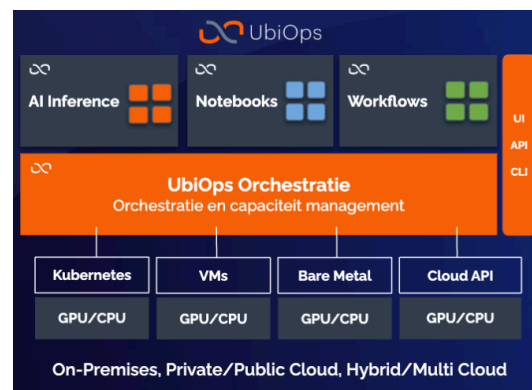 UbiOps
AI Inference
Notebooks
Workflows
UI
API
CLI
UbiOps Orchestratie
Orchestratie en capaciteit management
Kubernetes
VMs
Bare Metal
Cloud API
GPU/CPU
GPU/CPU
GPU/CPU
GPU/CPU
On-Premises, Private/Public Cloud, Hybrid/Multi Cloud